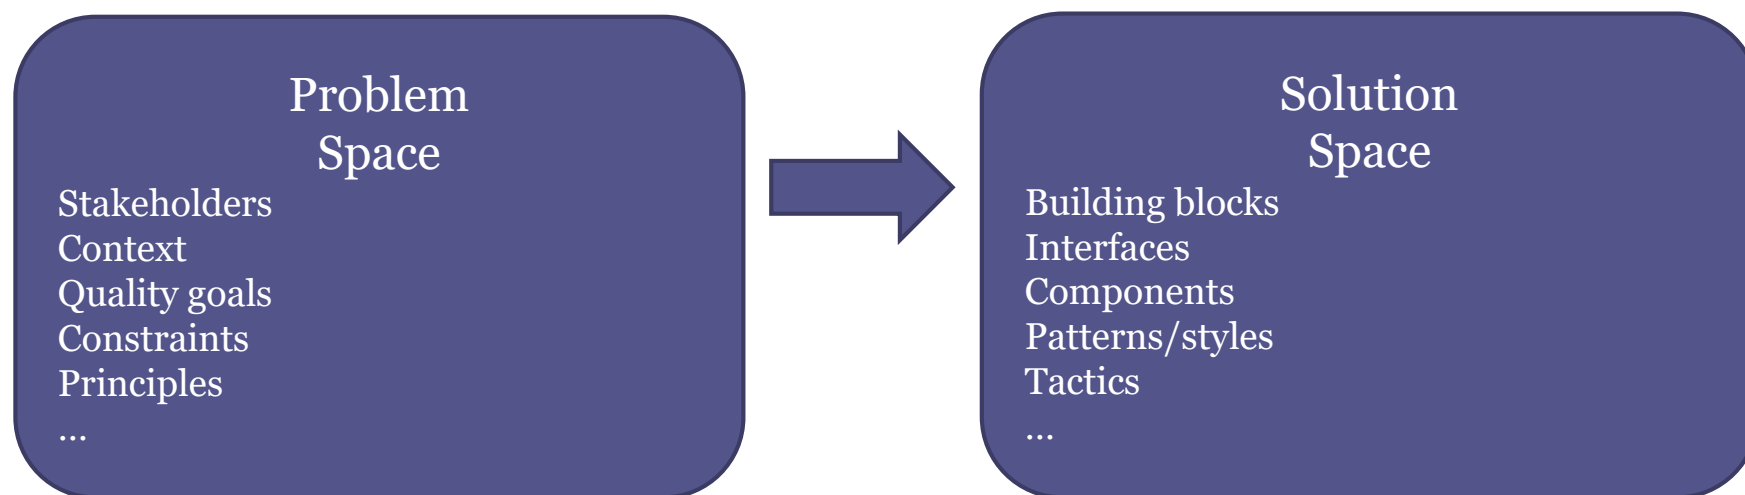 Problem
Space
Stakeholders
Context
Quality goals
Constraints
Principles
...
Solution
Space
Building blocks
Interfaces
Components
Patterns/styles
Tactics
...